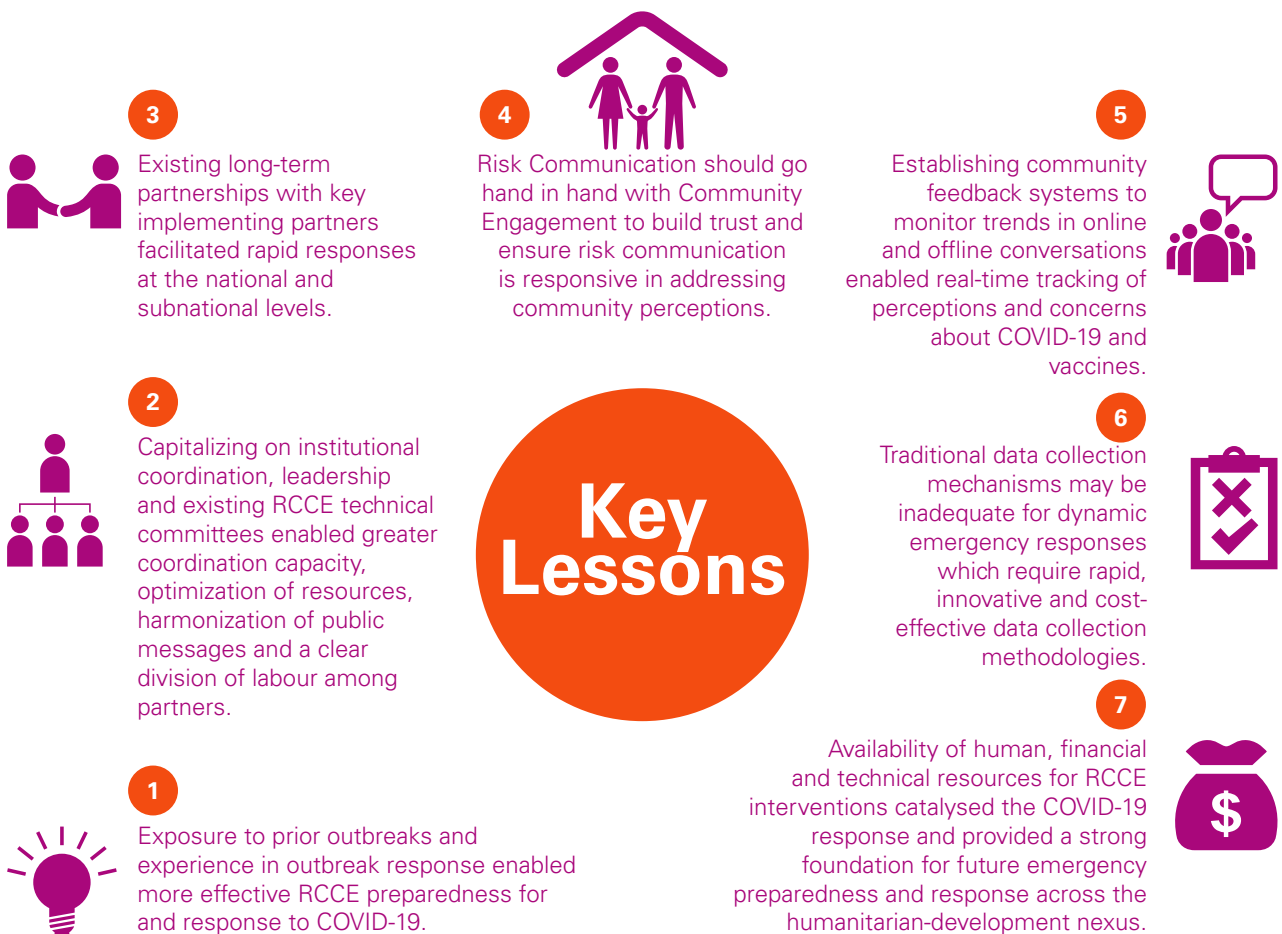 Key
Lessons
1
Exposure to prior outbreaks and
experience in outbreak response enabled
more effective RCCE preparedness for
and response to COVID-19.
2
Capitalizing on institutional
coordination, leadership
and existing RCCE technical
committees enabled greater
coordination capacity,
optimization of resources,
harmonization of public
messages and a clear
division of labour among
partners.
3
Existing long-term
partnerships with key
implementing partners
facilitated rapid responses
at the national and
subnational levels.
4
Risk Communication should go
hand in hand with Community
Engagement to build trust and
ensure risk communication
is responsive in addressing
community perceptions.
5
Establishing community
feedback systems to
monitor trends in online
and offline conversations
enabled real-time tracking of
perceptions and concerns
about COVID-19 and
vaccines.
6
Traditional data collection
mechanisms may be
inadequate for dynamic
emergency responses
which require rapid,
innovative and cost-
effective data collection
methodologies.
7
Availability of human, financial
and technical resources for RCCE
interventions catalysed the COVID-19
response and provided a strong
foundation for future emergency
preparedness and response across the
humanitarian-development nexus.
$